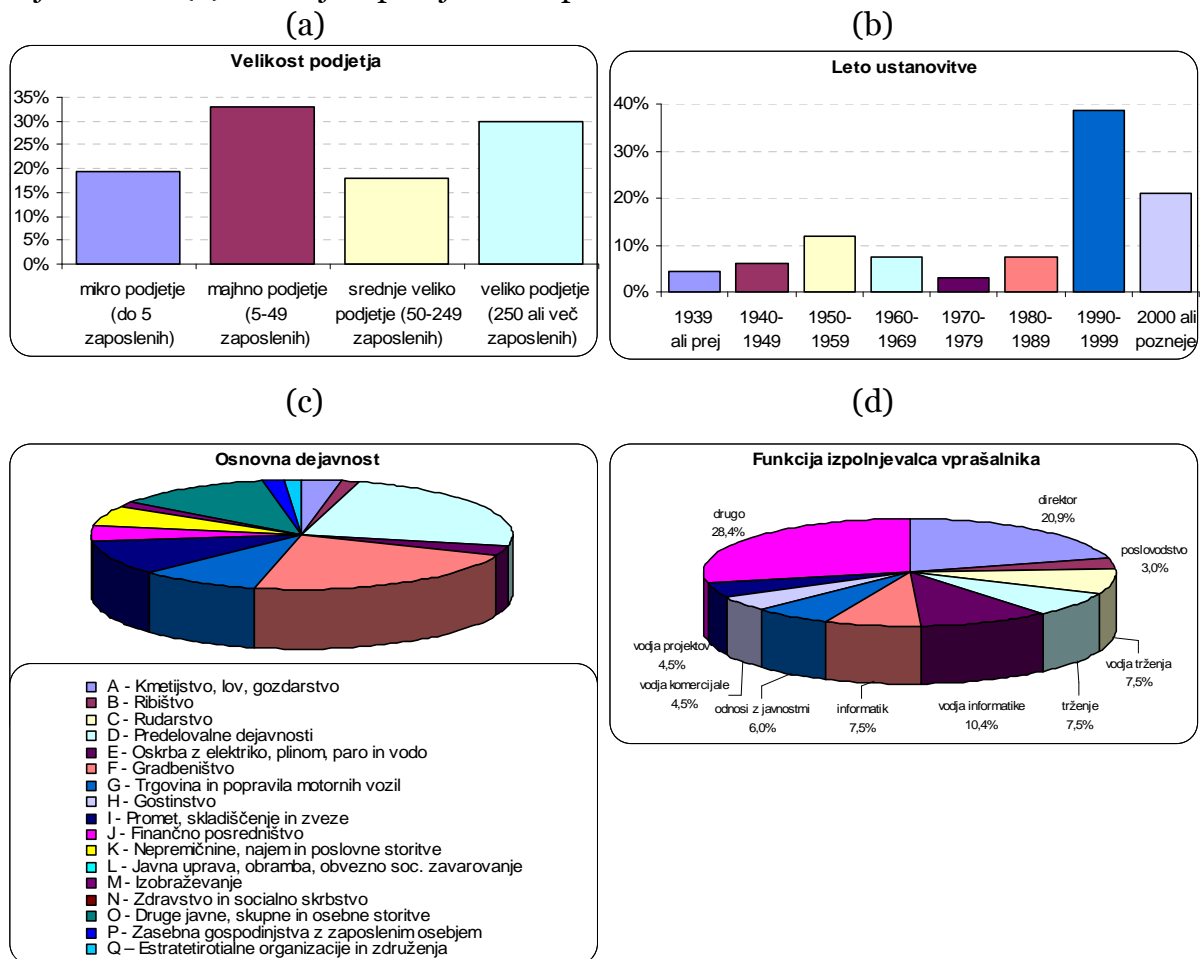 (a)
(b)
Velikost podjetja
35%
30%
25%
20%
15%
10%
5%
0%
mikro podjetje
(do 5
zaposlenih)
majhno podjetje
(5-49
zaposlenih)
srednje veliko
podjetje (50-249
zaposlenih)
veliko podjetje
(250 ali več
zaposlenih)
Leto ustanovitve
40%
30%
20%
10%
0%
1939
ali prej
1940-
1949
1950-
1959
1960-
1969
1970-
1979
1980-
1989
1990-
1999
2000 ali
pozneje
(c)
(d)
Osnovna dejavnost
A - Kmetijstvo, lov, gozdarstvo
B - Ribištvo
C - Rudarstvo
D - Predelovalne dejavnosti
E - Oskrba z elektriko, plinom, paro in vodo
F - Gradbeništvo
G - Trgovina in popravila motornih vozil
H - Gostinstvo
I - Promet, skladiščenje in zveze
J - Finančno posredništvo
K - Nepremičnine, najem in poslovne storitve
L - Javna uprava, obramba, obvezno soc. zavarovanje
M - Izobraževanje
N - Zdravstvo in socialno skrbstvo
O - Druge javne, skupne in osebne storitve
P - Zasebna gospodinjstva z zaposlenim osebjem
Q – Estratetirotialne organizacije in združenja
Funkcija izpolnjevalca vprašalnika
direktor
20,9%
poslovodstvo
3,0%
vodja trženja
7,5%
trženje
7,5%
vodja informatike
10,4%
informatik
7,5%
odnosi z javnostmi
6,0%
vodja komercijale
4,5%
vodja projektov
4,5%
drugo
28,4%